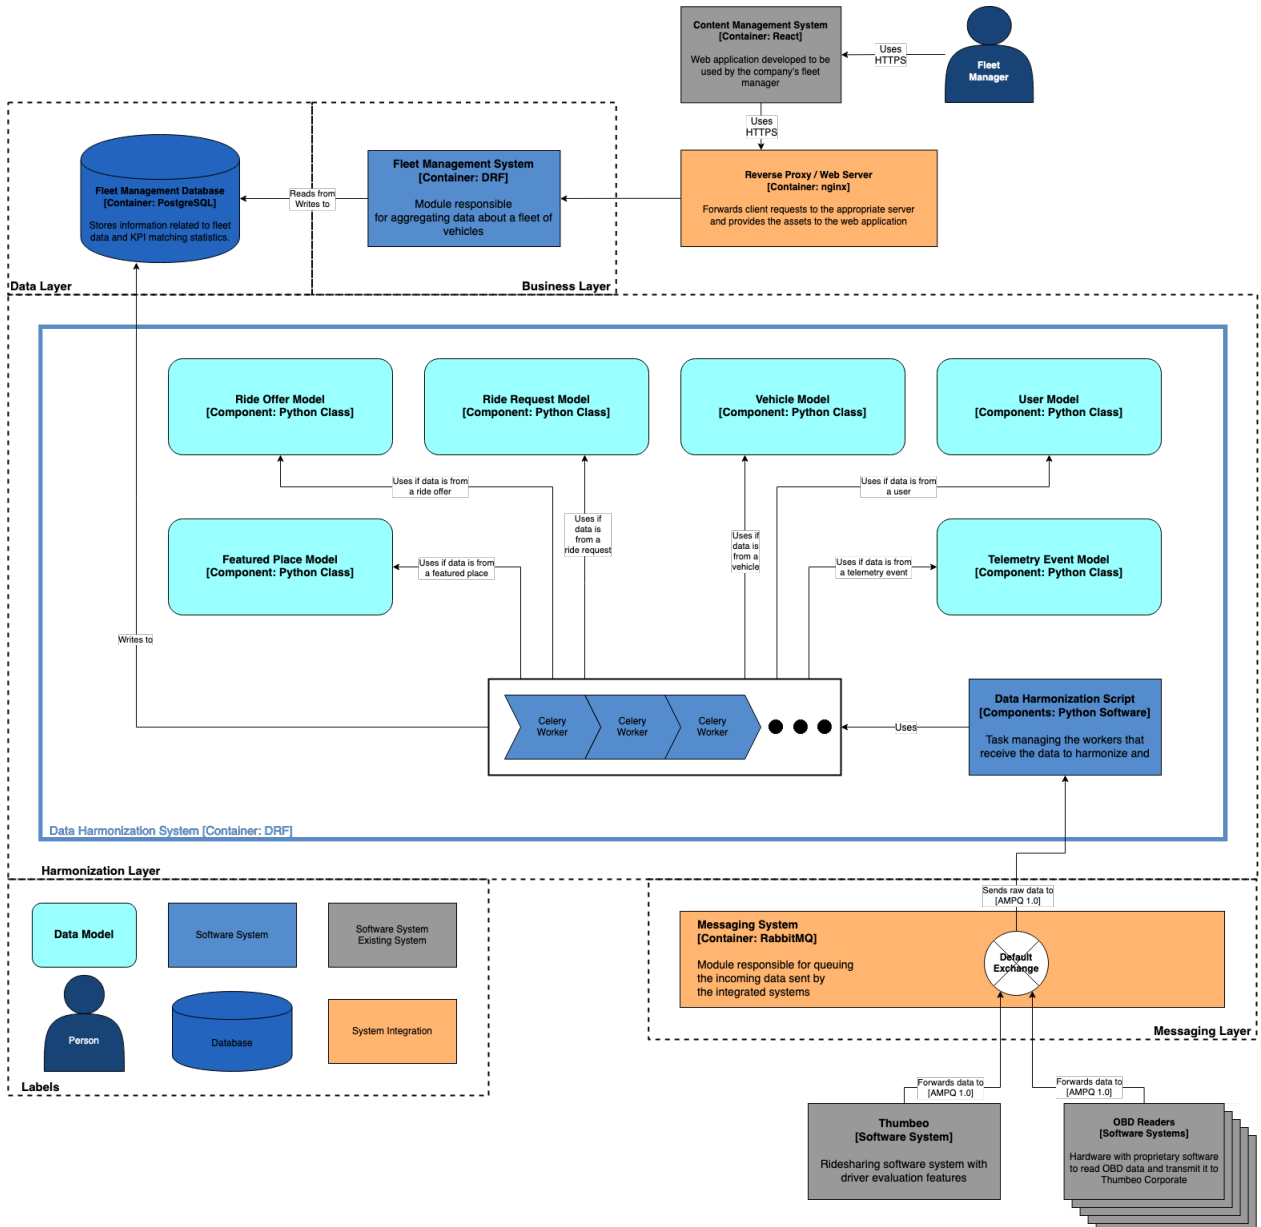 Content Management System
[Container: React]
Web application developed to be
used by the company's fleet
manager
Uses
HTTPS
Fleet
Manager
Uses
HTTPS
Fleet Management Database
[Container: PostgreSQL]
Stores information related to fleet
data and KPI matching statistics.
Reads from
Writes to
Fleet Management System
[Container: DRF]
Module responsible
for aggregating data about a fleet of
vehicles
Reverse Proxy / Web Server
[Container: nginx]
Forwards client requests to the appropriate server
and provides the assets to the web application
Data Layer
Business Layer
Ride Offer Model
[Component: Python Class]
Ride Request Model
[Component: Python Class]
Vehicle Model
[Component: Python Class]
User Model
[Component: Python Class]
Uses if data is from
a ride offer
Uses if
data is
from a
ride request
Uses if
data is
from a
vehicle
Uses if data is from
a user
Featured Place Model
[Component: Python Class]
Uses if data is from
a featured place
Uses if data is from
a telemetry event
Telemetry Event Model
[Component: Python Class]
Writes to
Celery
Worker
Celery
Worker
Celery
Worker
Uses
Data Harmonization Script
[Components: Python Software]
Task managing the workers that
receive the data to harmonize and
Data Harmonization System [Container: DRF]
Harmonization Layer
Sends raw data to
[AMPQ 1.0]
Messaging System
[Container: RabbitMQ]
Module responsible for queuing
the incoming data sent by
the integrated systems
Default
Exchange
Messaging Layer
Data Model
Software System
Software System
Existing System
Person
Database
System Integration
Labels
Forwards data to
[AMPQ 1.0]
Forwards data to
[AMPQ 1.0]
Thumbeo
[Software System]
Ridesharing software system with
driver evaluation features
OBD Readers
[Software Systems]
Hardware with proprietary software
to read OBD data and transmit it to
Thumbeo Corporate